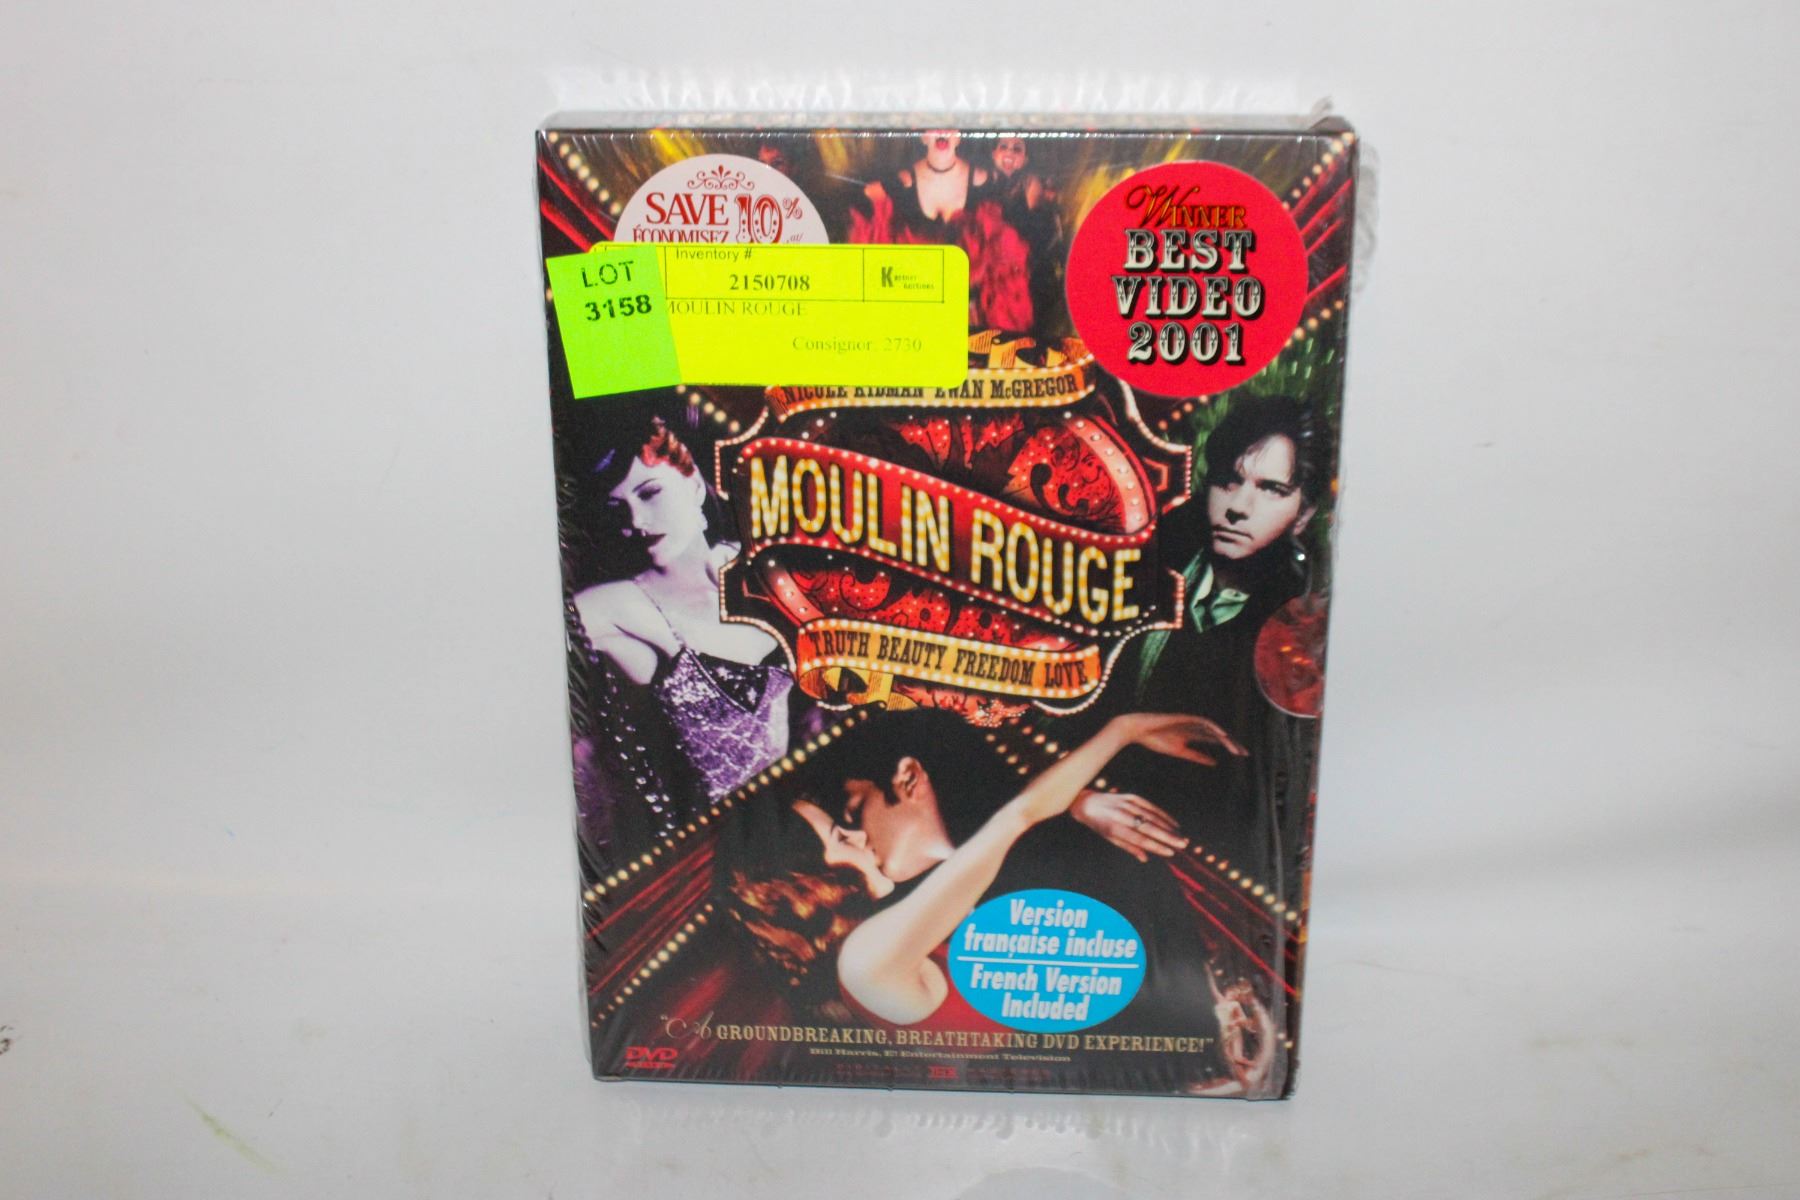 SAVE 10%
ÉCONOMISEZ
WINNER
BEST
VIDEO
2001
LOT
3158
Inventory #
2150708
MOULIN ROUGE
Consignor: 2730
NICOLE KIDMAN EWAN McGREGOR
MOULIN ROUGE
TRUTH BEAUTY FREEDOM LOVE
Version
française incluse
French Version
Included
"A GROUNDBREAKING, BREATHTAKING DVD EXPERIENCE!"
Bill Harris, E! Entertainment Television
DVD
THX